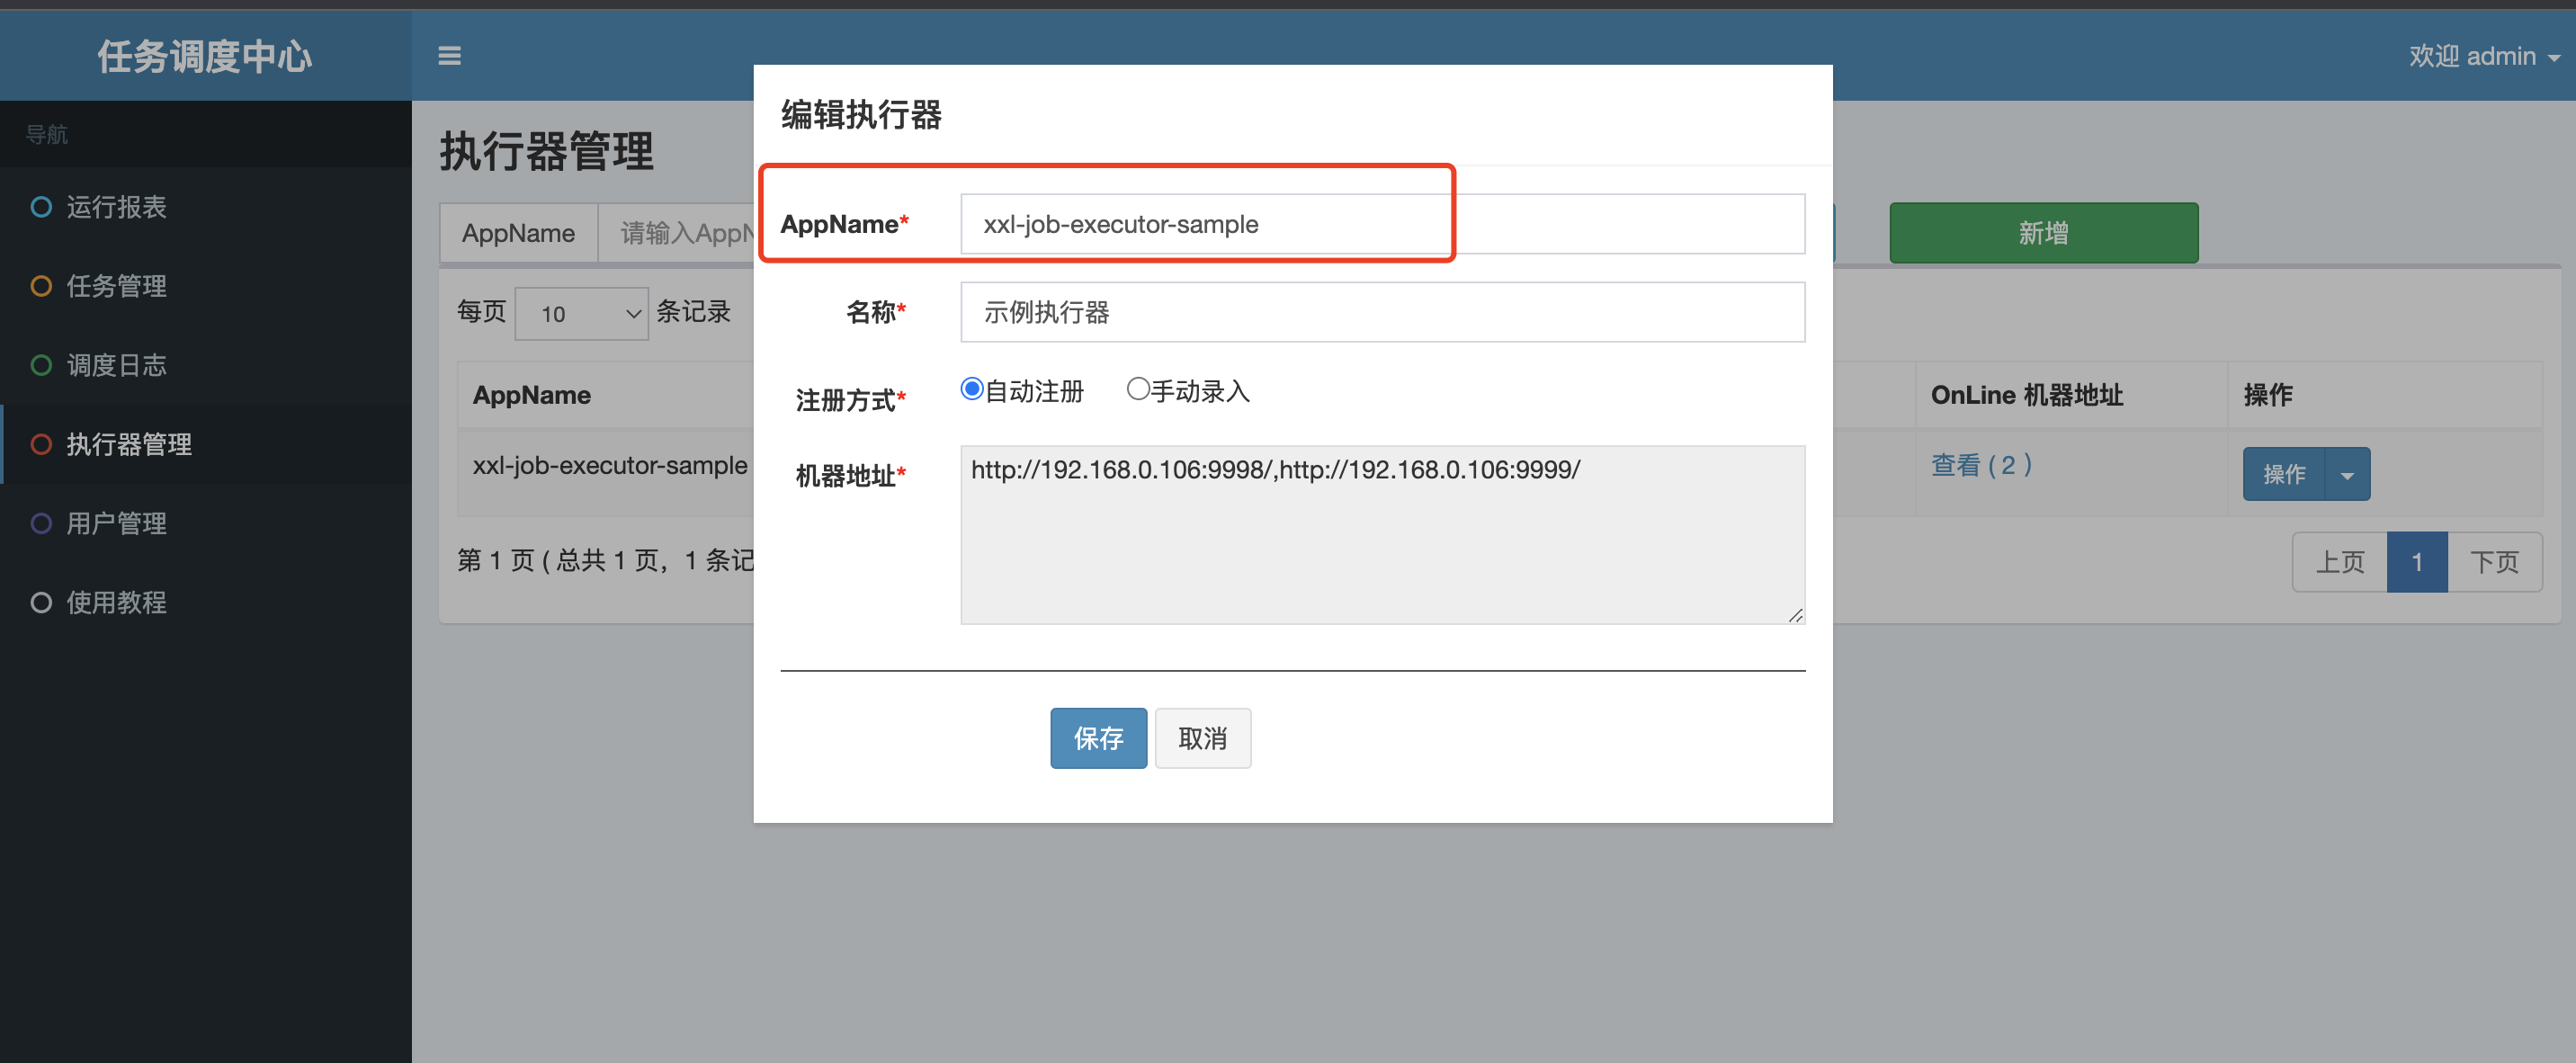 任务调度中心
欢迎 admin
导航
运行报表
任务管理
调度日志
执行器管理
用户管理
使用教程
执行器管理
AppName 请输入AppN
新增
每页 10 条记录
AppName OnLine 机器地址 操作
xxl-job-executor-sample 查看 ( 2 ) 操作
第 1 页 ( 总共 1 页，1 条记
上页 1 下页
编辑执行器
AppName* xxl-job-executor-sample
名称* 示例执行器
注册方式* 自动注册 手动录入
机器地址* http://192.168.0.106:9998/,http://192.168.0.106:9999/
保存 取消